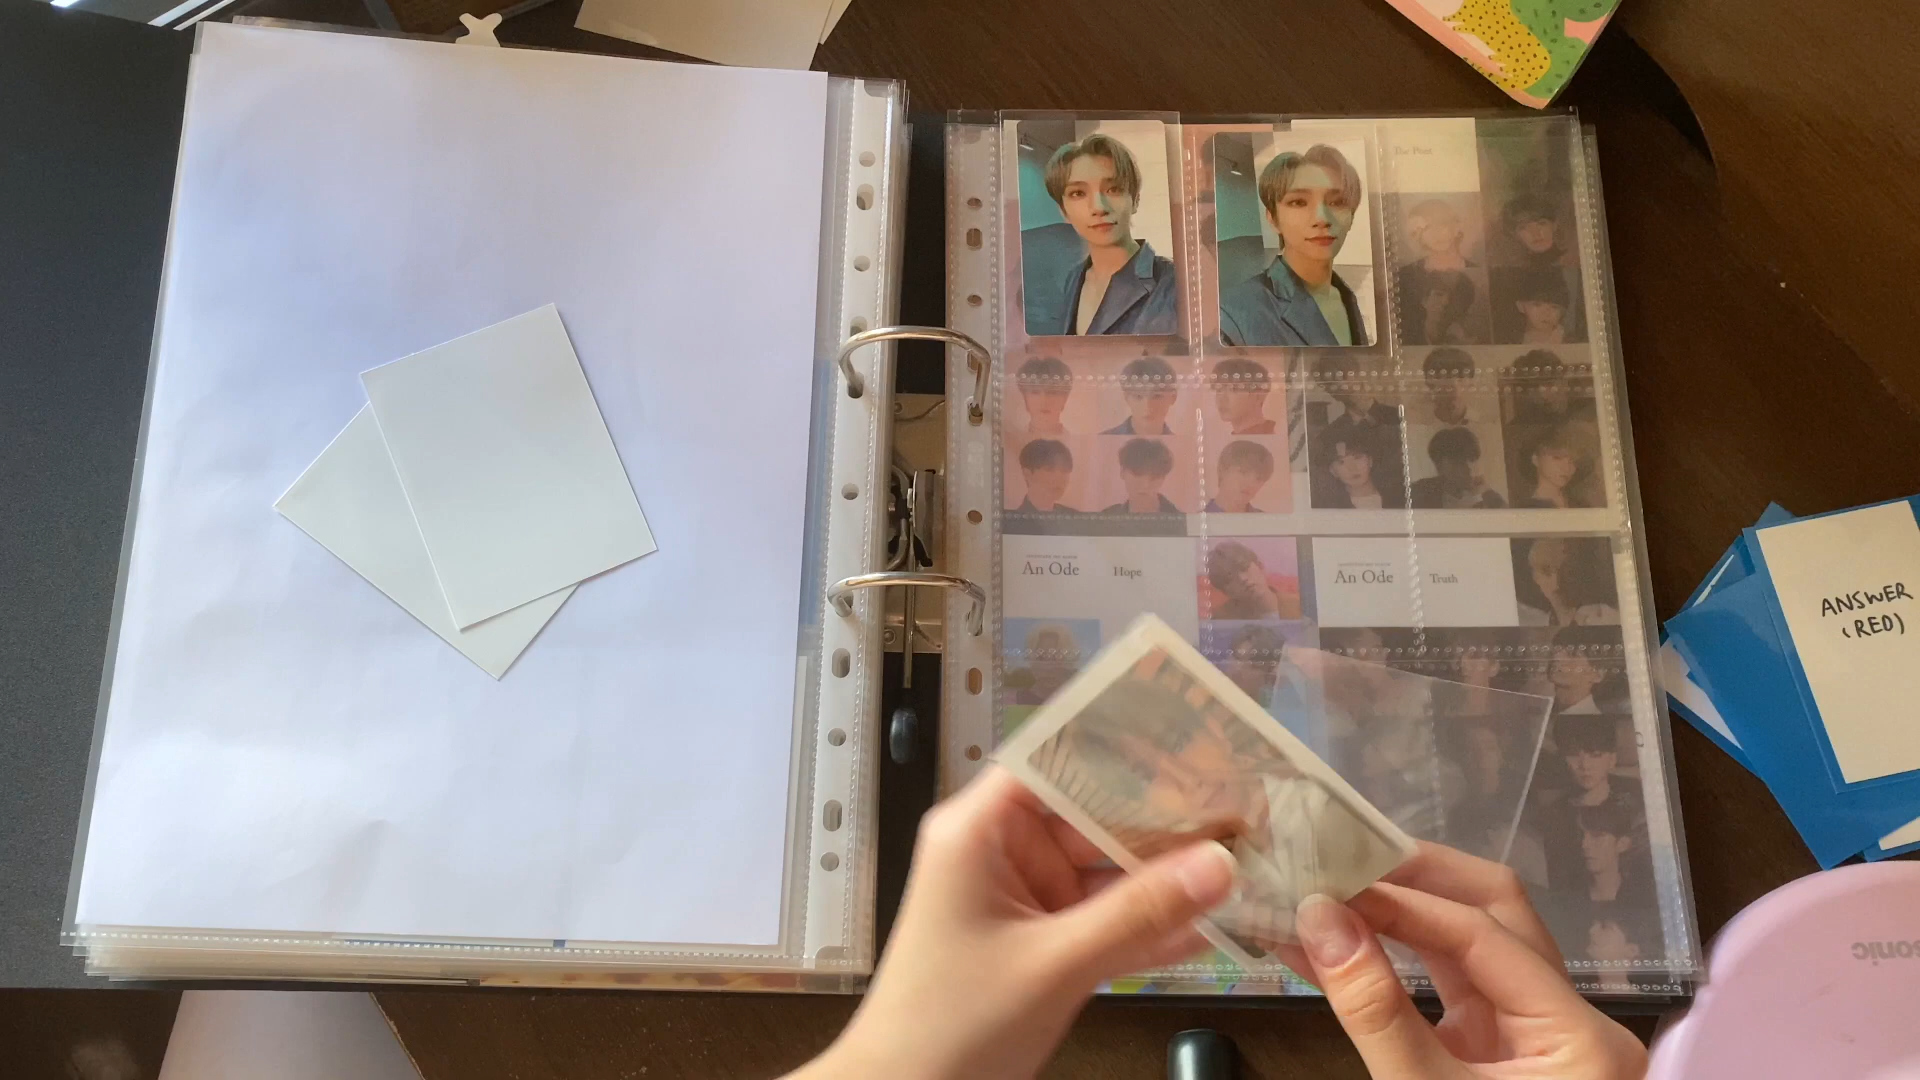 The Poet
An Ode
Hope
An Ode
Truth
ANSWER
(RED)
sonic